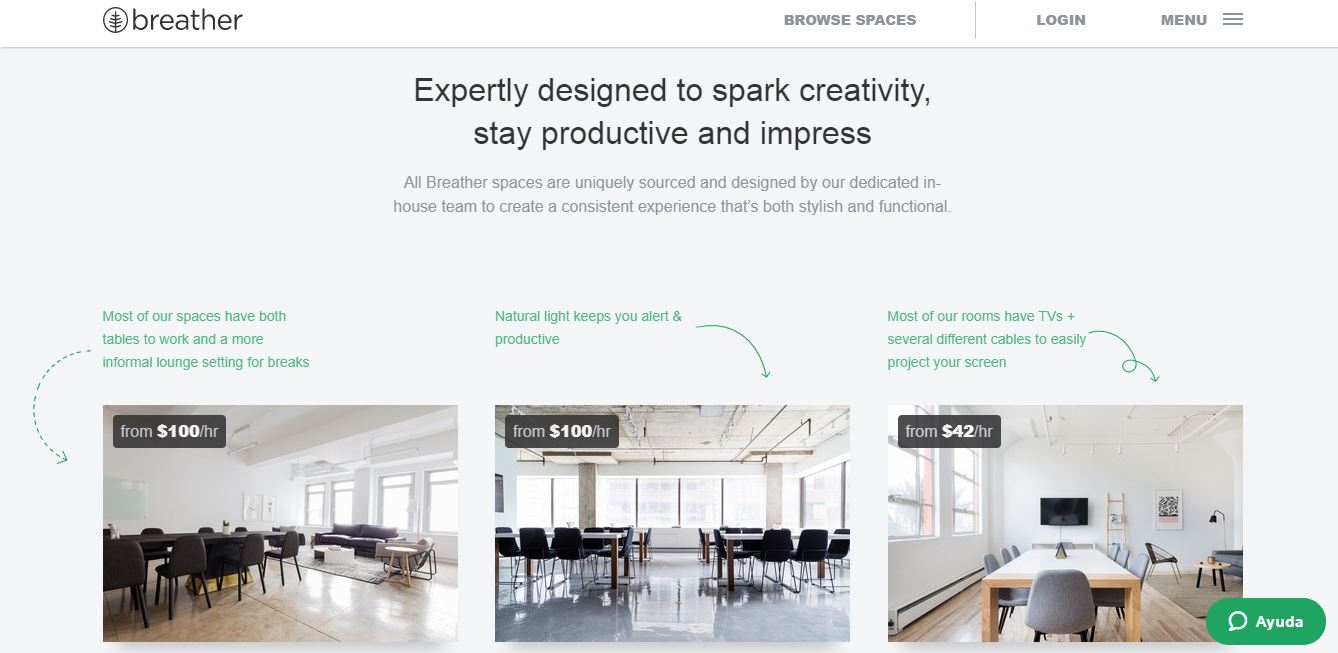 breather
BROWSE SPACES
LOGIN
MENU
Expertly designed to spark creativity,
stay productive and impress
All Breather spaces are uniquely sourced and designed by our dedicated in-
house team to create a consistent experience that’s both stylish and functional.
Most of our spaces have both
tables to work and a more
informal lounge setting for breaks
Natural light keeps you alert &
productive
Most of our rooms have TVs +
several different cables to easily
project your screen
from $100/hr
from $100/hr
from $42/hr
Ayuda